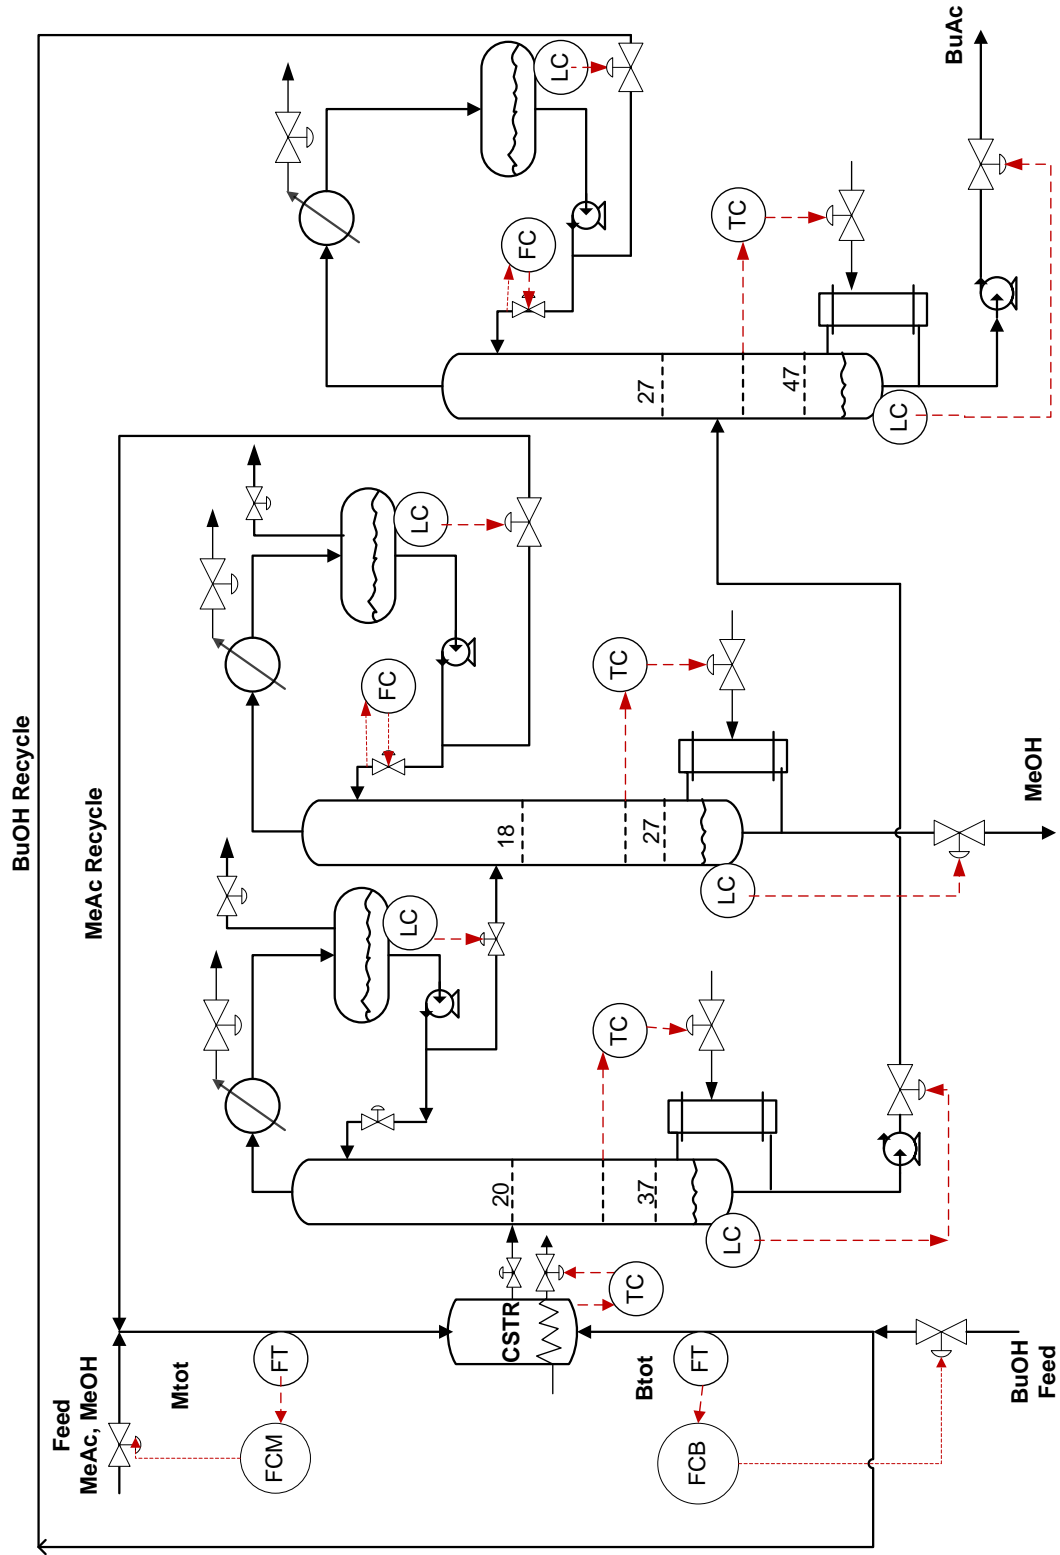 BuOH Recycle
MeAc Recycle
Feed
MeAc, MeOH
Mtot
FCM
FT
CSTR
TC
Btot
FT
FCB
BuOH
Feed
LC
20
TC
37
LC
FC
LC
18
TC
27
LC
MeOH
LC
FC
27
TC
47
LC
BuAc